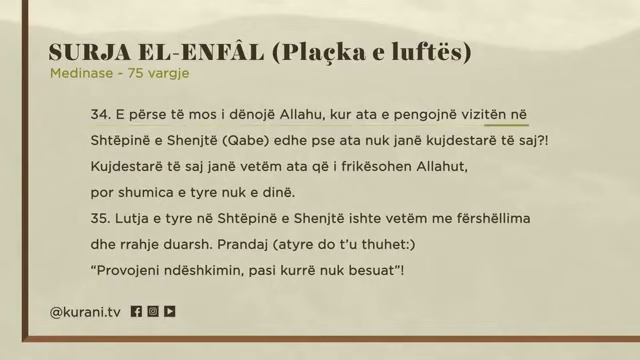 SURJA EL-ENFÂL (Plaçka e luftës)
Medinase - 75 vargje
34. E përse të mos i dënojë Allahu, kur ata e pengojnë vizitën në
Shtëpinë e Shenjtë (Qabe) edhe pse ata nuk janë kujdestarë të saj?!
Kujdestarë të saj janë vetëm ata që i frikësohen Allahut,
por shumica e tyre nuk e dinë.
35. Lutja e tyre në Shtëpinë e Shenjtë ishte vetëm me fërshëllima
dhe rrahje duarsh. Prandaj (atyre do t'u thuhet:)
“Provojeni ndëshkimin, pasi kurrë nuk besuat”!
@kurani.tv